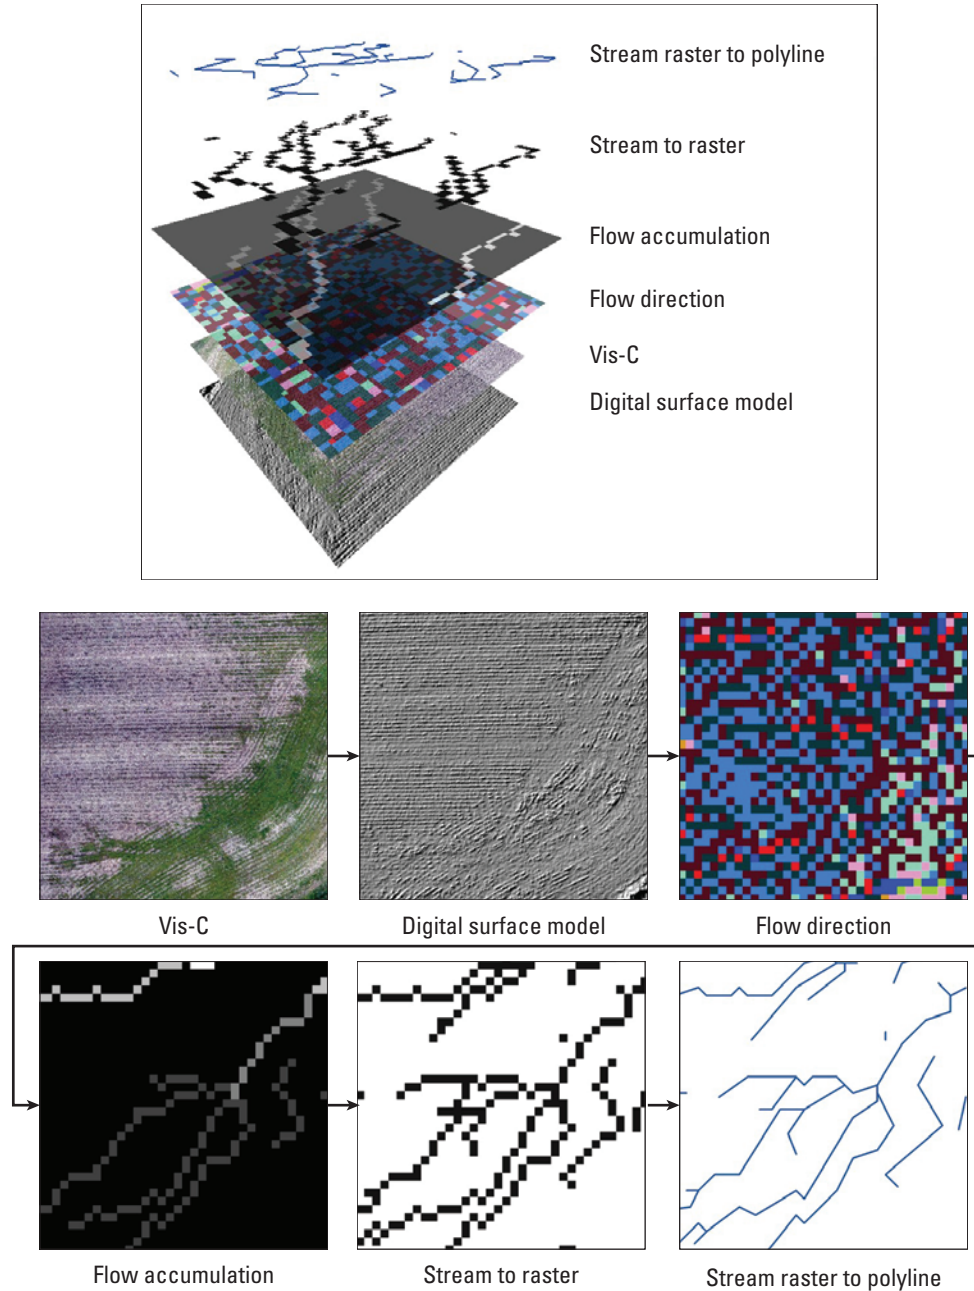 Stream raster to polyline
Stream to raster
Flow accumulation
Flow direction
Vis-C
Digital surface model
Vis-C
Digital surface model
Flow direction
Flow accumulation
Stream to raster
Stream raster to polyline